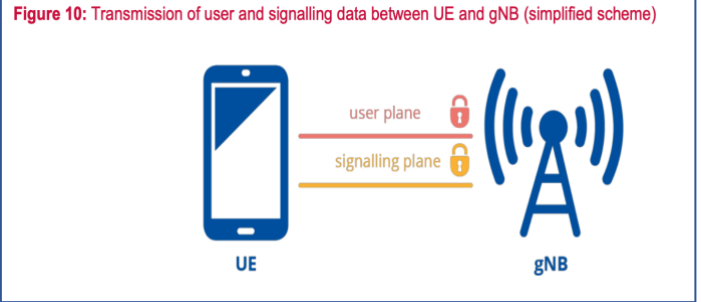 Figure 10: Transmission of user and signalling data between UE and gNB (simplified scheme)
user plane
signalling plane
UE
gNB